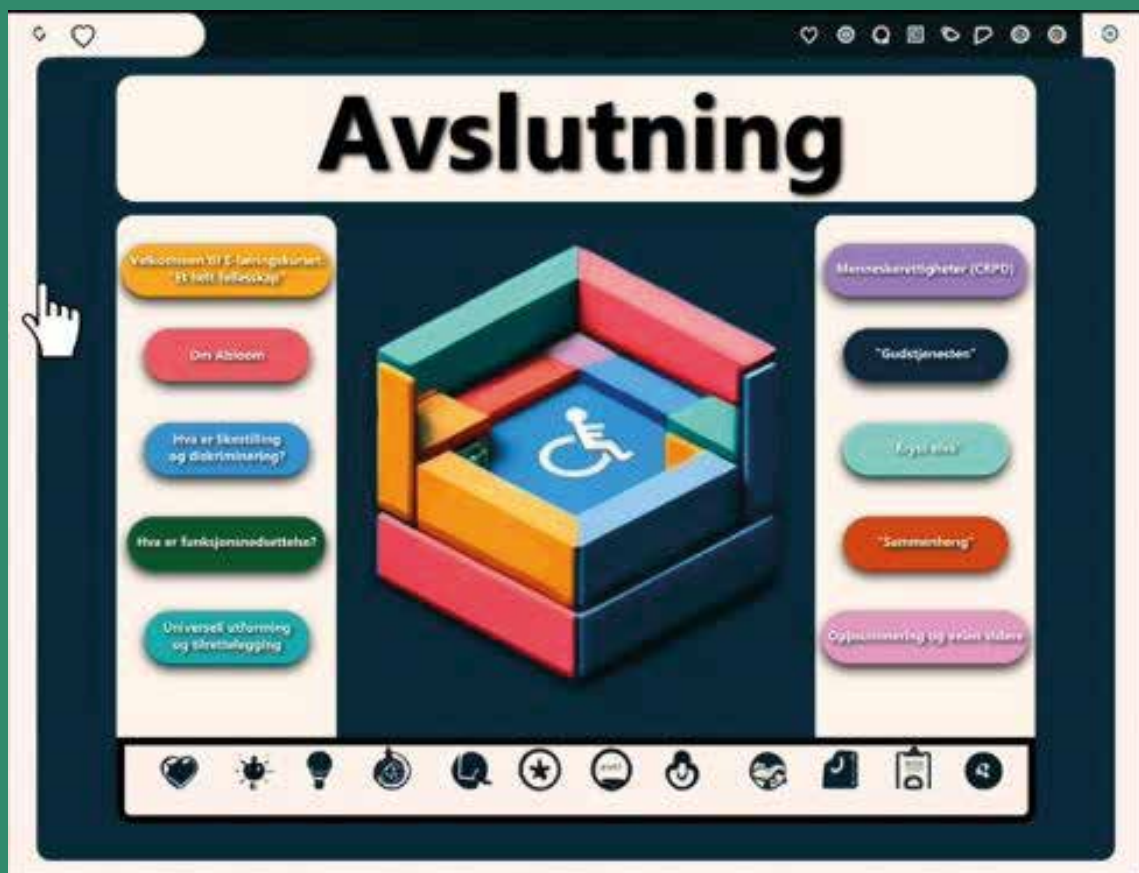 Avslutning
Velkommen til E-læringskurset:
"Et helt fellesskap"
Om Abloom
Hva er likestilling
og diskriminering?
Hva er funksjonsnedsettelse?
Universell utforming
og tilrettelegging
Menneskerettigheter (CRPD)
"Gudstjenesten"
"Sammenheng"
Oppsummering og veien videre